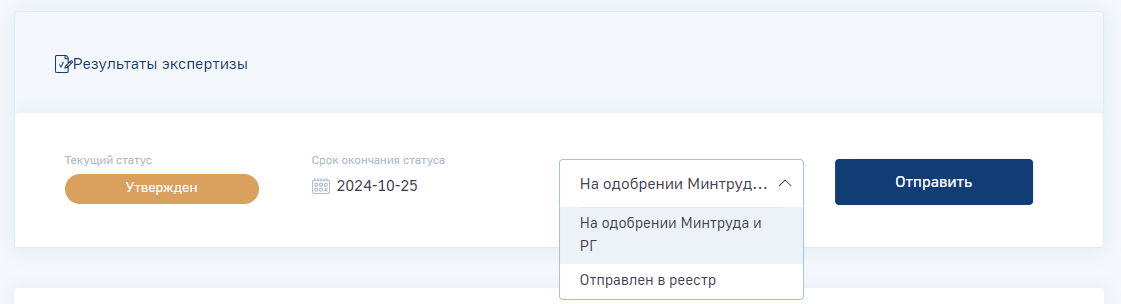 Результаты экспертизы
Текущий статус
Утвержден
Срок окончания статуса
2024-10-25
На одобрении Минтруд...
На одобрении Минтруда и
РГ
Отправлен в реестр
Отправить